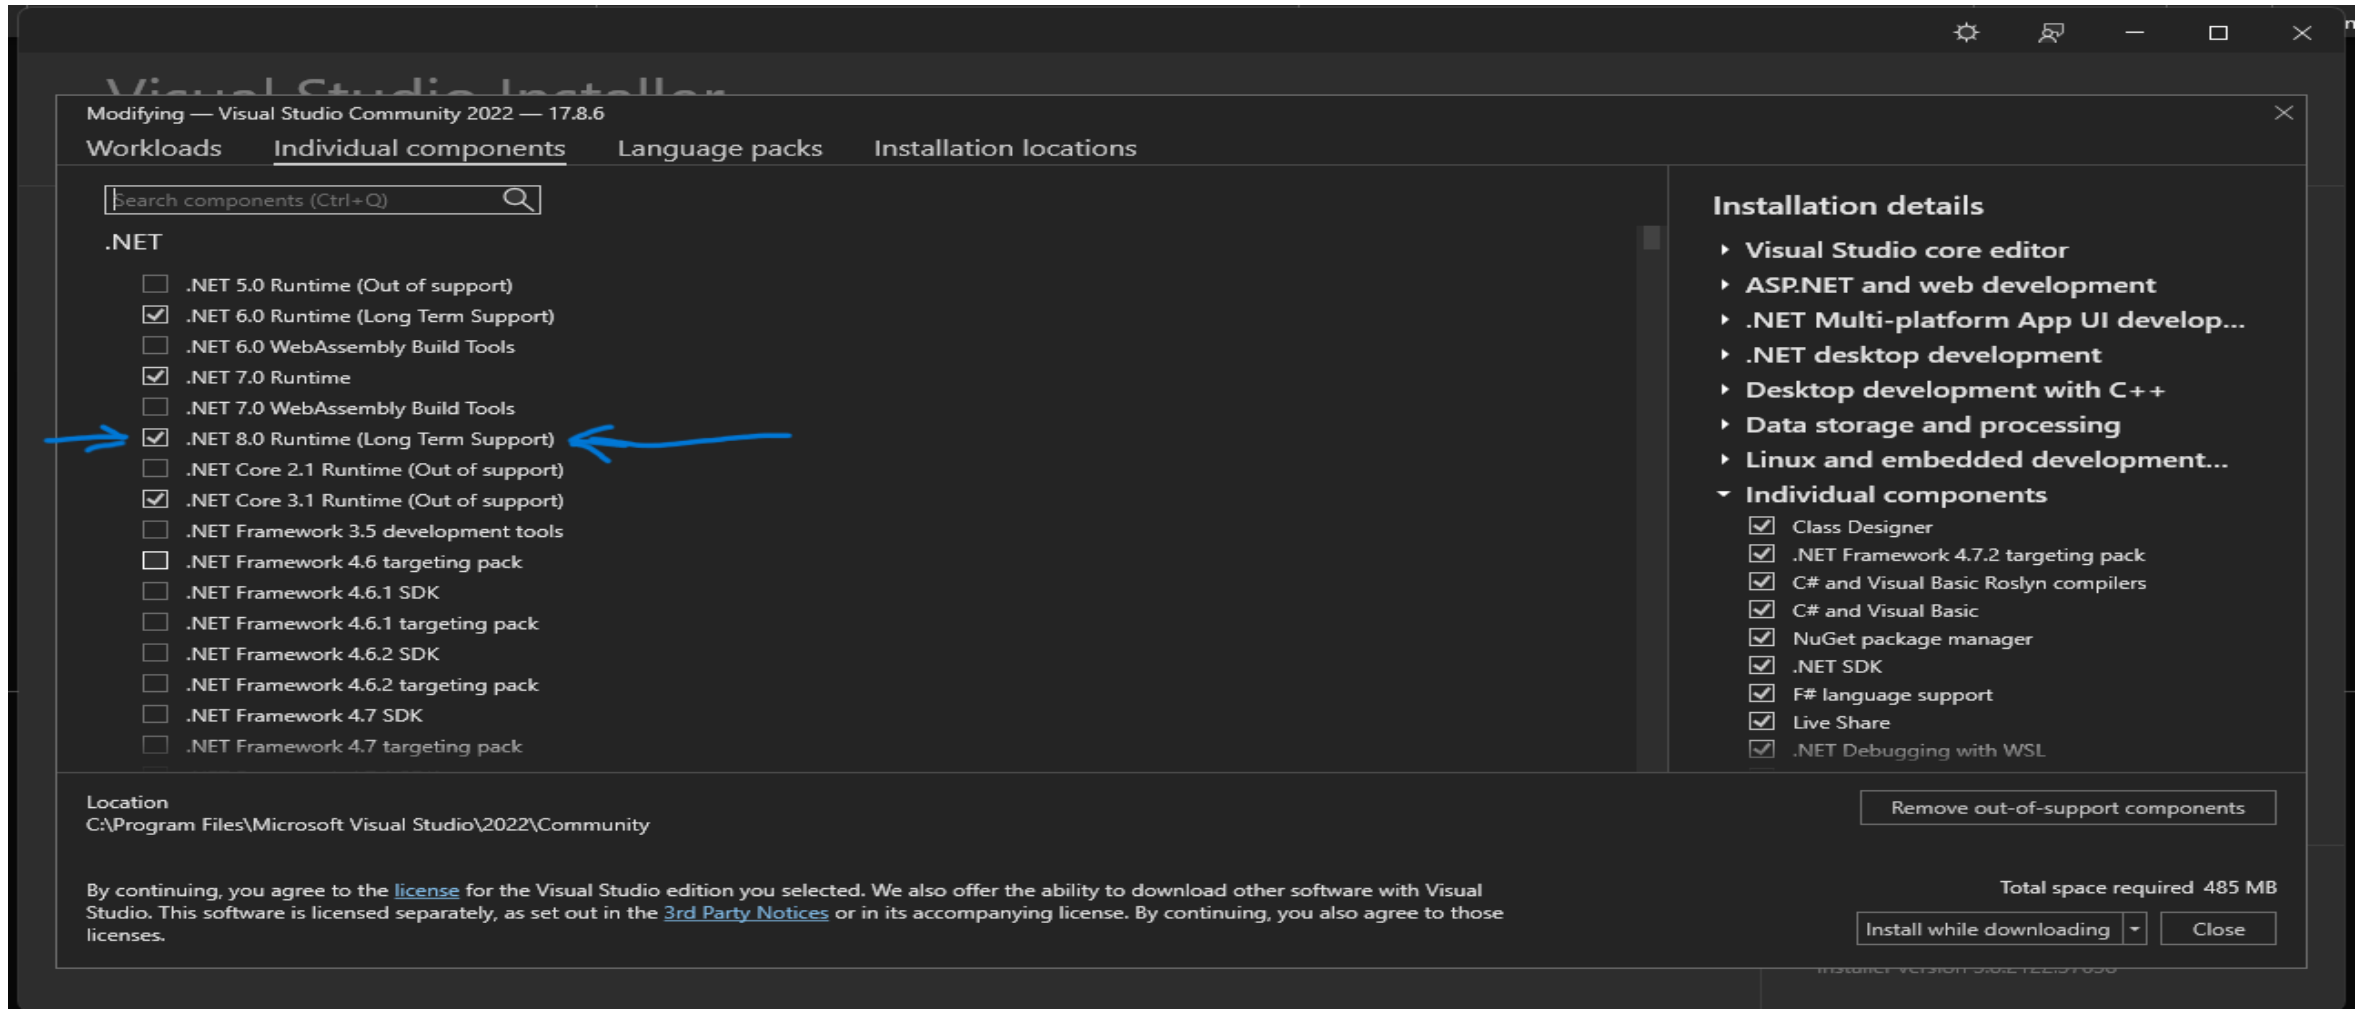 Visual Studio Installer
Modifying — Visual Studio Community 2022 — 17.8.6
Workloads Individual components Language packs Installation locations
Search components (Ctrl+Q)
.NET
.NET 5.0 Runtime (Out of support)
.NET 6.0 Runtime (Long Term Support)
.NET 6.0 WebAssembly Build Tools
.NET 7.0 Runtime
.NET 7.0 WebAssembly Build Tools
.NET 8.0 Runtime (Long Term Support)
.NET Core 2.1 Runtime (Out of support)
.NET Core 3.1 Runtime (Out of support)
.NET Framework 3.5 development tools
.NET Framework 4.6 targeting pack
.NET Framework 4.6.1 SDK
.NET Framework 4.6.1 targeting pack
.NET Framework 4.6.2 SDK
.NET Framework 4.6.2 targeting pack
.NET Framework 4.7 SDK
.NET Framework 4.7 targeting pack
Installation details
Visual Studio core editor
ASP.NET and web development
.NET Multi-platform App UI develop...
.NET desktop development
Desktop development with C++
Data storage and processing
Linux and embedded development...
Individual components
Class Designer
.NET Framework 4.7.2 targeting pack
C# and Visual Basic Roslyn compilers
C# and Visual Basic
NuGet package manager
.NET SDK
F# language support
Live Share
.NET Debugging with WSL
Location
C:\Program Files\Microsoft Visual Studio\2022\Community
Remove out-of-support components
By continuing, you agree to the license for the Visual Studio edition you selected. We also offer the ability to download other software with Visual
Studio. This software is licensed separately, as set out in the 3rd Party Notices or in its accompanying license. By continuing, you also agree to those
licenses.
Total space required 485 MB
Install while downloading
Close